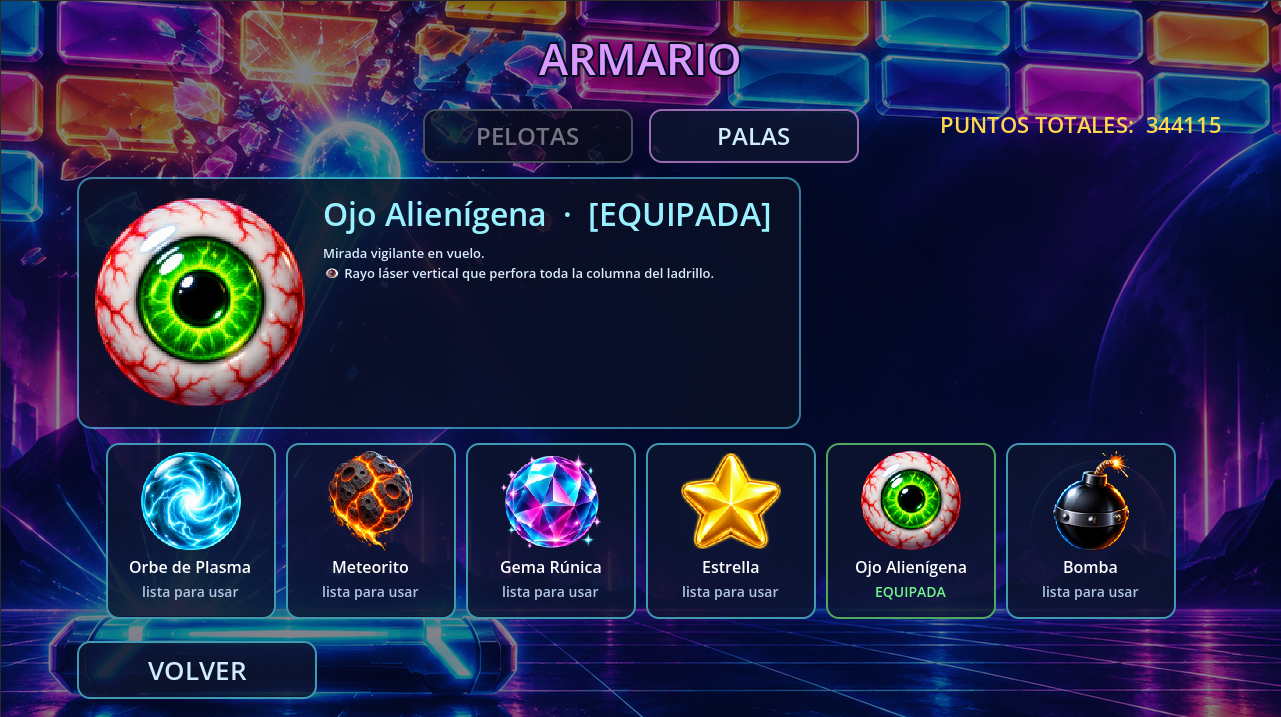 ARMARIO
PELOTAS
PALAS
PUNTOS TOTALES: 344115
Ojo Alienígena · [EQUIPADA]
Mirada vigilante en vuelo.
👁 Rayo láser vertical que perfora toda la columna del ladrillo.
Orbe de Plasma
lista para usar
Meteorito
lista para usar
Gema Rúnica
lista para usar
Estrella
lista para usar
Ojo Alienígena
EQUIPADA
Bomba
lista para usar
VOLVER